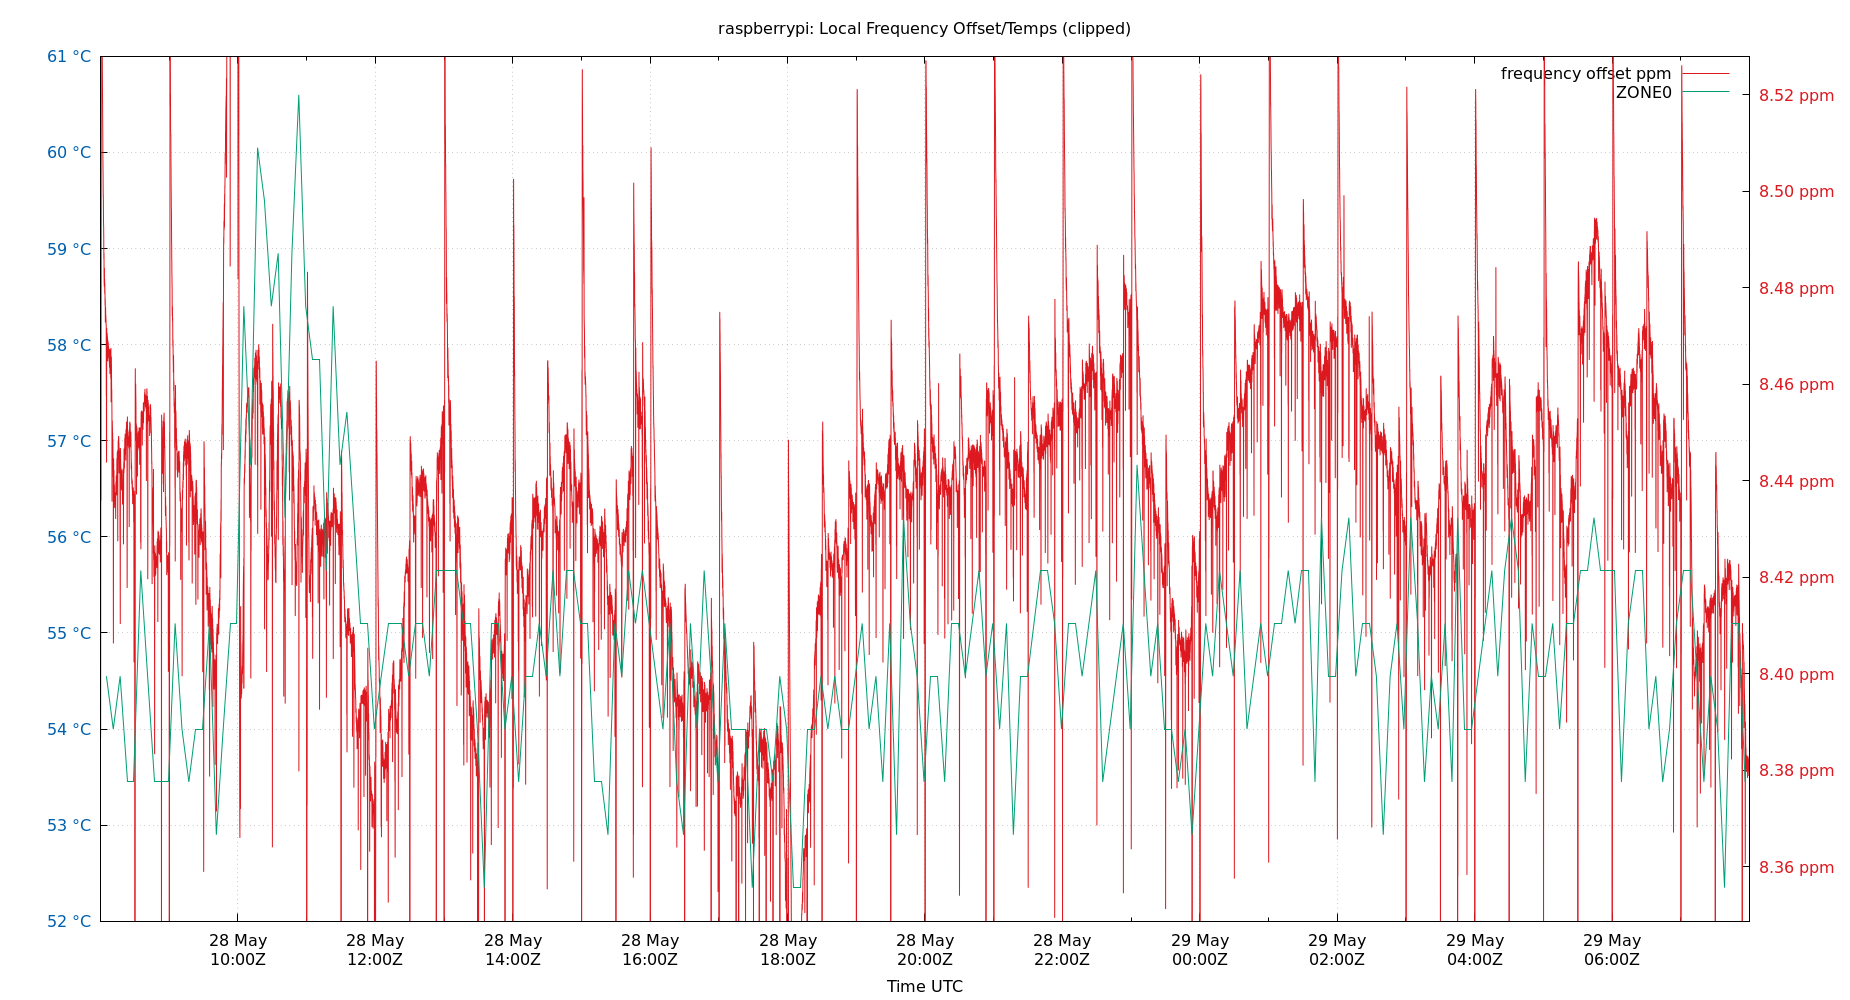 raspberrypi: Local Frequency Offset/Temps (clipped)
61 °C
60 °C
59 °C
58 °C
57 °C
56 °C
55 °C
54 °C
53 °C
52 °C
frequency offset ppm
ZONE0
8.52 ppm
8.50 ppm
8.48 ppm
8.46 ppm
8.44 ppm
8.42 ppm
8.40 ppm
8.38 ppm
8.36 ppm
28 May
10:00Z
28 May
12:00Z
28 May
14:00Z
28 May
16:00Z
28 May
18:00Z
28 May
20:00Z
28 May
22:00Z
29 May
00:00Z
29 May
02:00Z
29 May
04:00Z
29 May
06:00Z
Time UTC